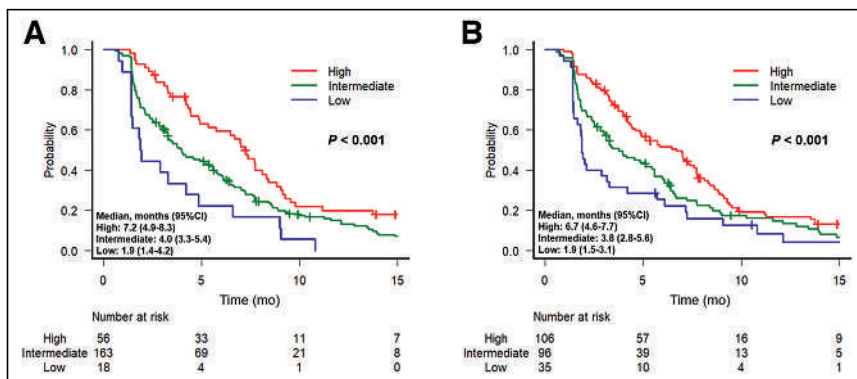 A
1.0
0.8
0.6
0.4
0.2
0.0
Probability
High
Intermediate
Low
P < 0.001
Median, months (95%CI)
High: 7.2 (4.9-8.3)
Intermediate: 4.0 (3.3-5.4)
Low: 1.9 (1.4-4.2)
0 5 10 15
Time (mo)
Number at risk
High 56 33 11 7
Intermediate 163 69 21 8
Low 18 4 1 0
B
1.0
0.8
0.6
0.4
0.2
0.0
Probability
High
Intermediate
Low
P < 0.001
Median, months (95%CI)
High: 6.7 (4.6-7.7)
Intermediate: 3.8 (2.8-5.6)
Low: 1.9 (1.5-3.1)
0 5 10 15
Time (mo)
Number at risk
High 106 57 16 9
Intermediate 96 39 13 5
Low 35 10 4 1